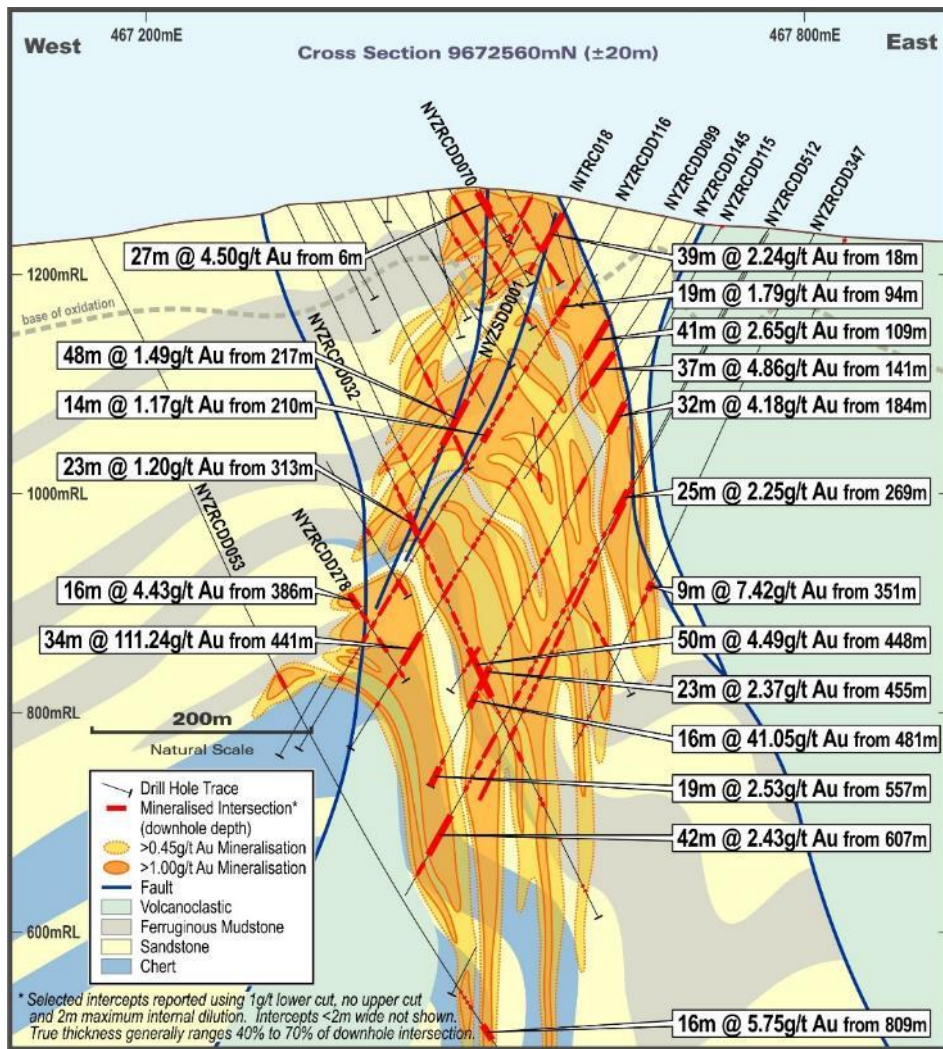 467 200mE
467 800mE
West
East
Cross Section 9672560mN (±20m)
NYZRCDD070
INTRC018
NYZRCDD116
NYZRCDD099
NYZRCDD145
NYZRCDD115
NYZRCDD512
NYZRCDD347
27m @ 4.50g/t Au from 6m
39m @ 2.24g/t Au from 18m
1200mRL
19m @ 1.79g/t Au from 94m
base of oxidation
NYZSDD001
41m @ 2.65g/t Au from 109m
48m @ 1.49g/t Au from 217m
NYZRCDD032
37m @ 4.86g/t Au from 141m
14m @ 1.17g/t Au from 210m
32m @ 4.18g/t Au from 184m
23m @ 1.20g/t Au from 313m
1000mRL
25m @ 2.25g/t Au from 269m
NYZRCDD053
NYZRCDD278
16m @ 4.43g/t Au from 386m
9m @ 7.42g/t Au from 351m
34m @ 111.24g/t Au from 441m
50m @ 4.49g/t Au from 448m
23m @ 2.37g/t Au from 455m
800mRL
200m
Natural Scale
16m @ 41.05g/t Au from 481m
19m @ 2.53g/t Au from 557m
42m @ 2.43g/t Au from 607m
Drill Hole Trace
Mineralised Intersection*
(downhole depth)
>0.45g/t Au Mineralisation
>1.00g/t Au Mineralisation
Fault
Volcanoclastic
Ferruginous Mudstone
Sandstone
Chert
600mRL
* Selected intercepts reported using 1g/t lower cut, no upper cut
and 2m maximum internal dilution. Intercepts <2m wide not shown.
True thickness generally ranges 40% to 70% of downhole intersection.
16m @ 5.75g/t Au from 809m